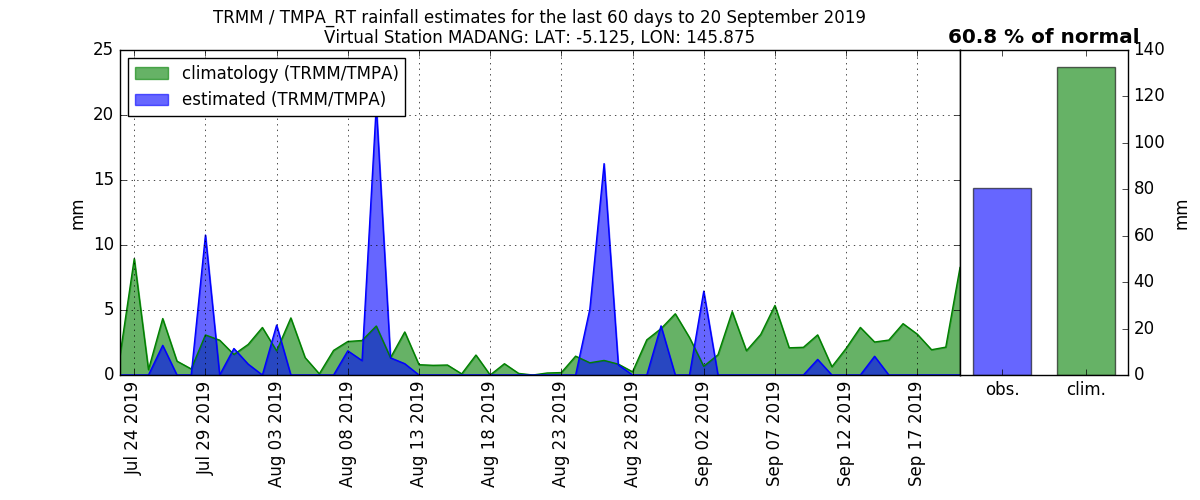 TRMM / TMPA_RT rainfall estimates for the last 60 days to 20 September 2019
Virtual Station MADANG: LAT: -5.125, LON: 145.875
60.8 % of normal
climatology (TRMM/TMPA)
estimated (TRMM/TMPA)
25
20
15
10
5
0
mm
Jul 24 2019
Jul 29 2019
Aug 03 2019
Aug 08 2019
Aug 13 2019
Aug 18 2019
Aug 23 2019
Aug 28 2019
Sep 02 2019
Sep 07 2019
Sep 12 2019
Sep 17 2019
140
120
100
80
60
40
20
0
mm
obs.
clim.